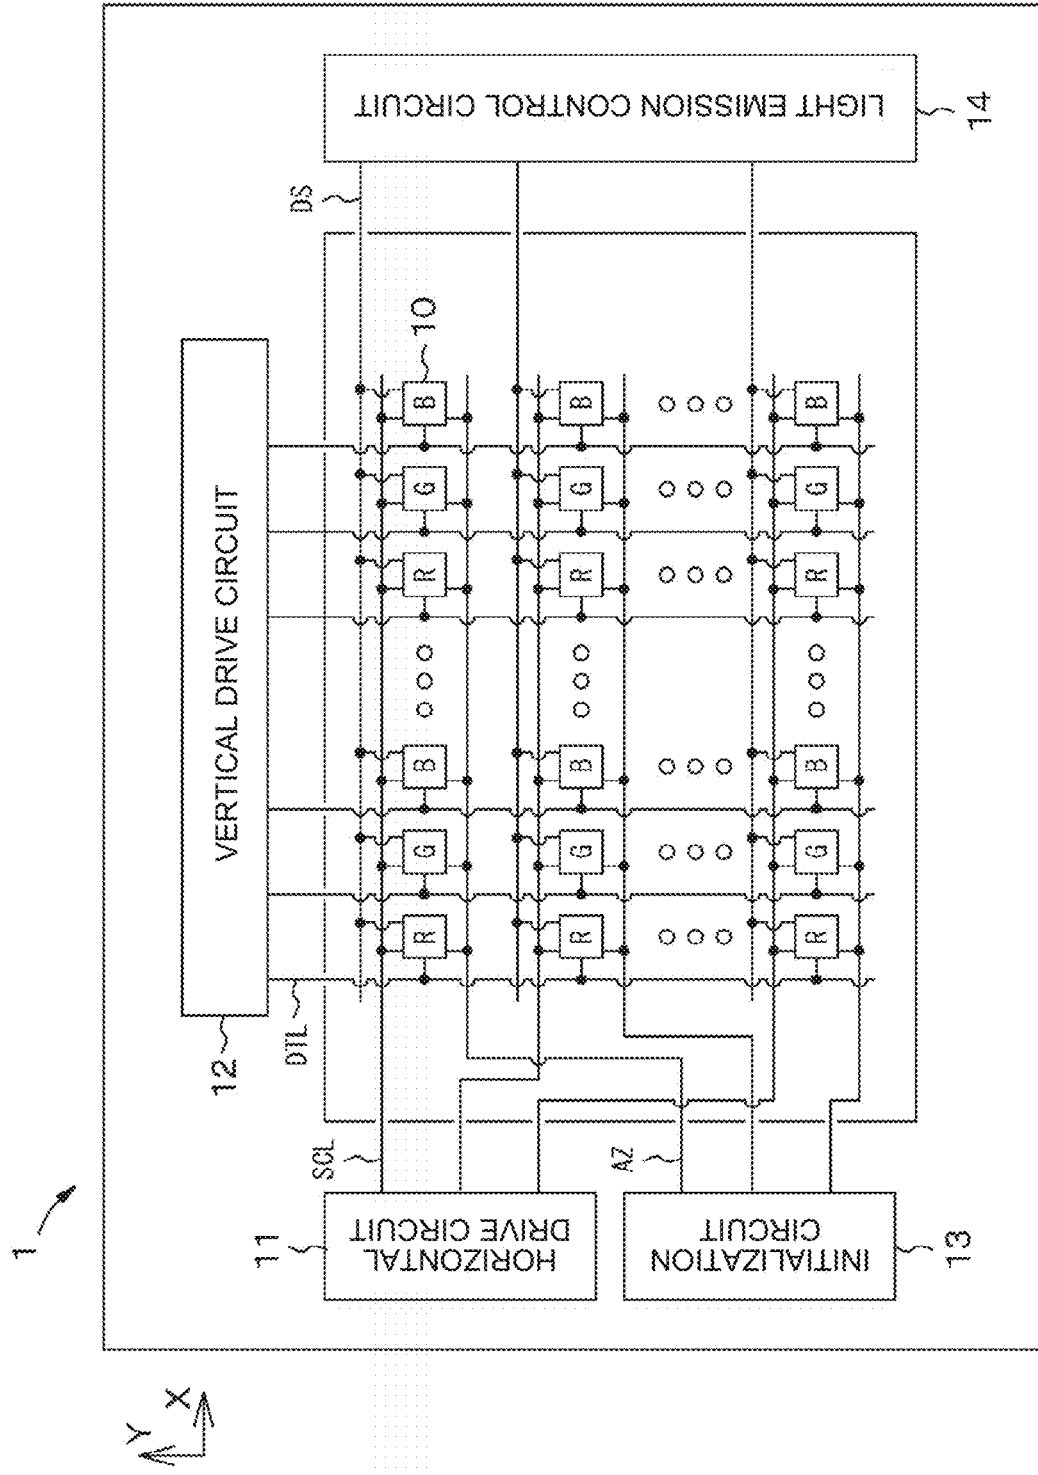 1
Y
X
VERTICAL DRIVE CIRCUIT
12
DTL
DS
11
HORIZONTAL
DRIVE CIRCUIT
SCL
R
G
B
R
G
B
10
R
G
B
R
G
B
R
G
B
R
G
B
INITIALIZATION
CIRCUIT
13
AZ
LIGHT EMISSION CONTROL CIRCUIT
14